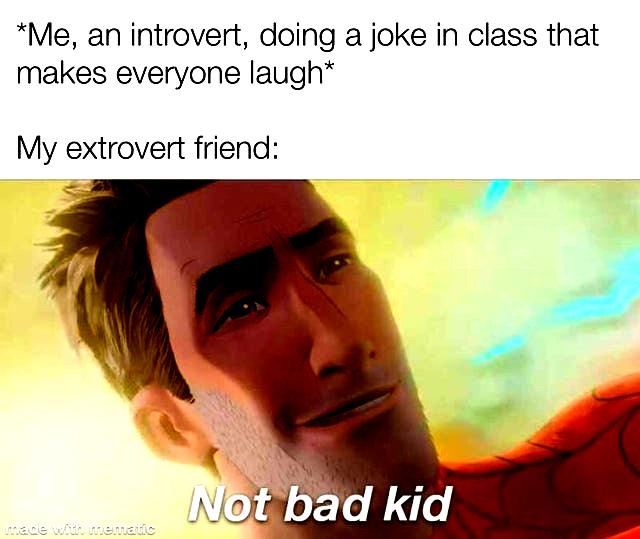 *Me, an introvert, doing a joke in class that
makes everyone laugh*
My extrovert friend:
Not bad kid
made with mematic